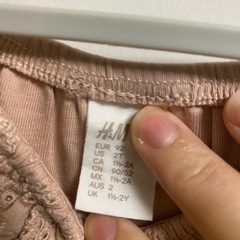 H&M
EUR 92
US 2T
CA 1½-2A
CN 90/52
MX 1½-2A
AUS 2
UK 1½-2Y